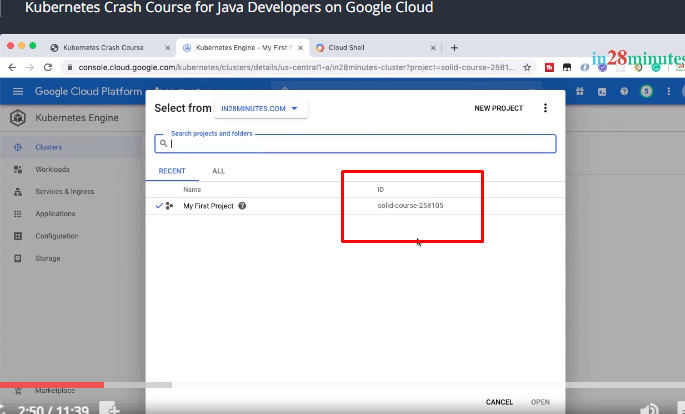 Kubernetes Crash Course for Java Developers on Google Cloud
Kubernetes Crash Course
Kubernetes Engine - My First P
Cloud Shell
in28minutes
console.cloud.google.com/kubernetes/clusters/details/us-central1-a/in28minutes-cluster?project=solid-course-2581...
Google Cloud Platform
5
Kubernetes Engine
Clusters
Workloads
Services & Ingress
Applications
Configuration
Storage
Marketplace
Select from IN28MINUTES.COM
NEW PROJECT
Search projects and folders
RECENT ALL
Name ID
My First Project solid-course-258105
CANCEL OPEN
2:50 / 11:39